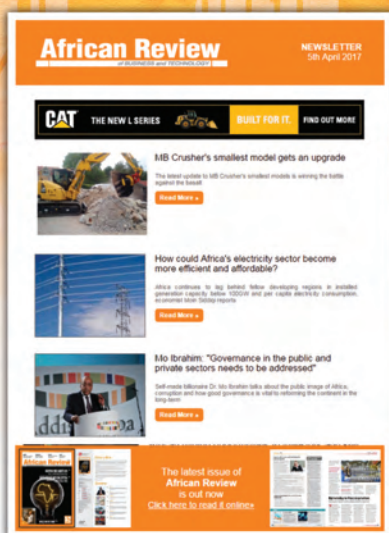 African Review
of BUSINESS and TECHNOLOGY
NEWSLETTER
5th April 2017
CAT THE NEW L SERIES BUILT FOR IT. FIND OUT MORE
MB Crusher's smallest model gets an upgrade
The latest update to MB Crusher's smallest models is winning the battle
against the basalt
Read More »
How could Africa's electricity sector become
more efficient and affordable?
Africa continues to lag behind fellow developing regions in installed
generation capacity below 100GW and per capita electricity consumption,
economist Moin Siddiqi reports
Read More »
Mo Ibrahim: "Governance in the public and
private sectors needs to be addressed"
Self-made billionaire Dr. Mo Ibrahim talks about the public image of Africa,
corruption and how good governance is vital to reforming the continent in the
long-term
Read More »
African Review
The latest issue of
African Review
is out now
Click here to read it online»